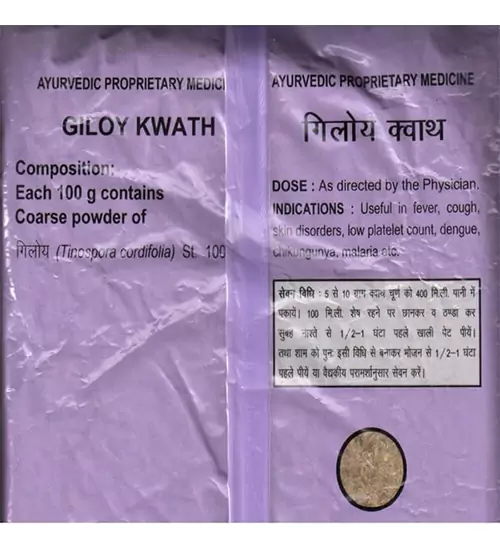 AYURVEDIC PROPRIETARY MEDICI
GILOY KWATH
Composition:
Each 100 g contains
Coarse powder of
गिलोय (Tinospora cordifolia) St. 100
AYURVEDIC PROPRIETARY MEDICINE
गिलोय क्वाथ
DOSE : As directed by the Physician.
INDICATIONS : Useful in fever, cough,
skin disorders, low platelet count, dengue,
chikungunya, malaria etc.
सेवन विधि : 5 से 10 ग्राम क्वाथ चूर्ण को 400 मि.ली. पानी में
पकायें। 100 मि.ली. शेष रहने पर छानकर व ठण्डा कर
सुबह नाश्ते से 1/2-1 घंटा पहले खाली पेट पीयें।
तथा शाम को पुनः इसी विधि से बनाकर भोजन से 1/2-1 घंटा
पहले पीये या वैद्यकीय परामर्शानुसार सेवन करें।